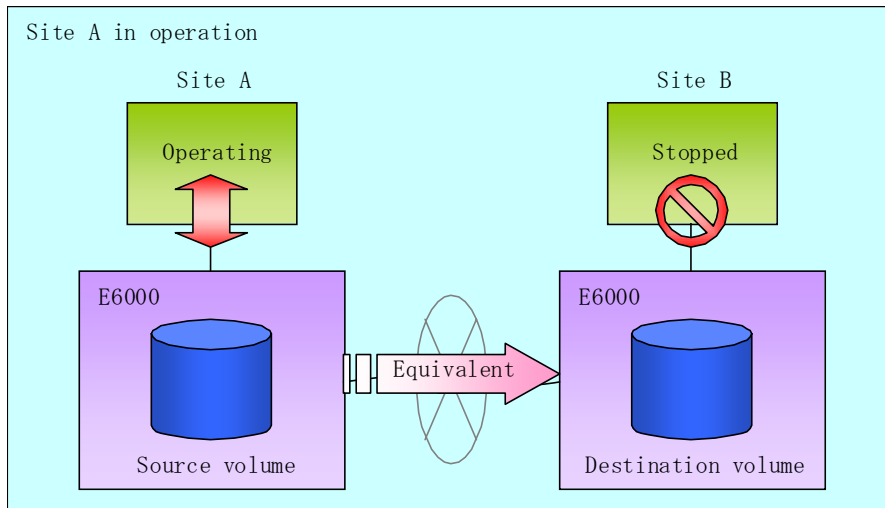 Site A in operation
Site A
Site B
Operating
Stopped
E6000
E6000
Equivalent
Source volume
Destination volume